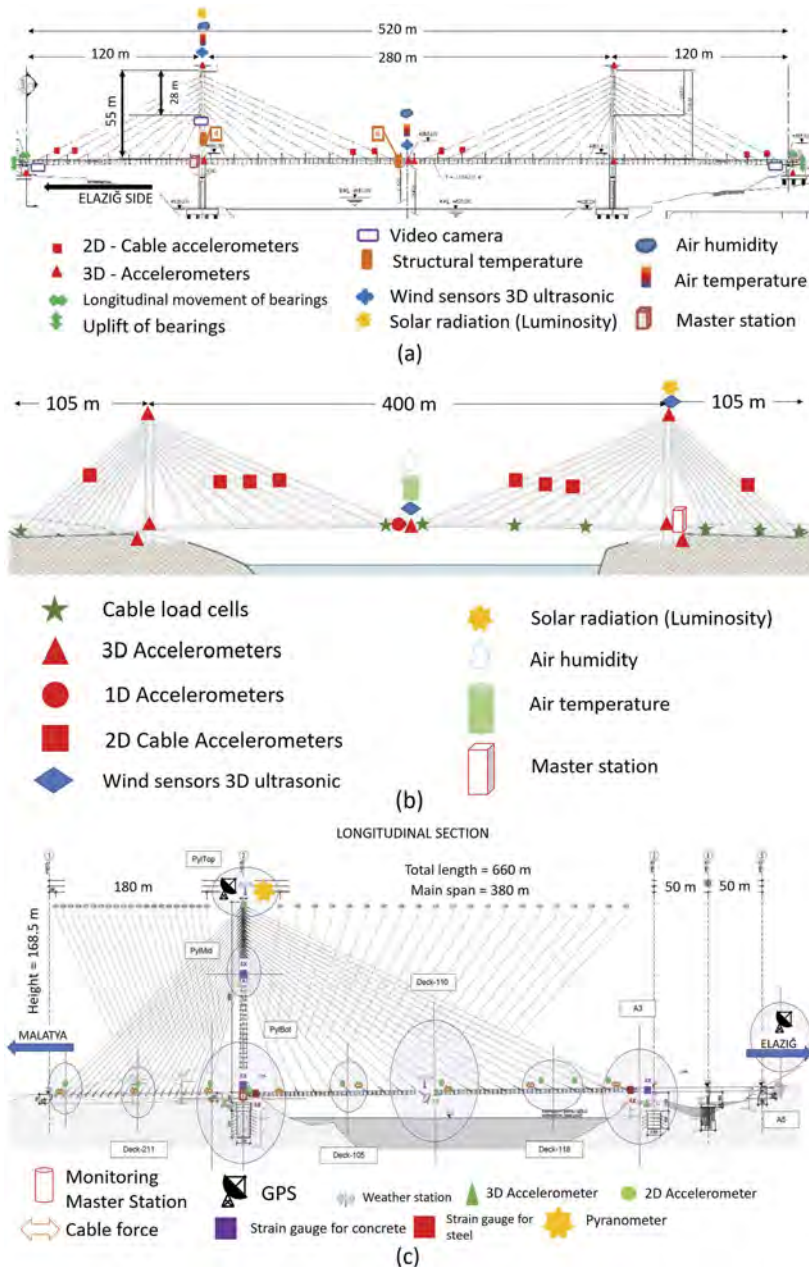 520 m
120 m
280 m
120 m
55 m
28 m
ELAZIĞ SIDE
2D - Cable accelerometers
3D - Accelerometers
Longitudinal movement of bearings
Uplift of bearings
Video camera
Structural temperature
Wind sensors 3D ultrasonic
Solar radiation (Luminosity)
Air humidity
Air temperature
Master station
(a)
105 m
400 m
105 m
Cable load cells
3D Accelerometers
1D Accelerometers
2D Cable Accelerometers
Wind sensors 3D ultrasonic
Solar radiation (Luminosity)
Air humidity
Air temperature
Master station
(b)
LONGITUDINAL SECTION
PylTop
180 m
Total length = 660 m
Main span = 380 m
50 m
50 m
Height = 168.5 m
PylMid
Deck-110
PylBot
A3
MALATYA
ELAZIĞ
Deck-211
Deck-105
Deck-118
A5
Monitoring
Master Station
GPS
Weather station
3D Accelerometer
2D Accelerometer
Cable force
Strain gauge for concrete
Strain gauge for
steel
Pyranometer
(c)